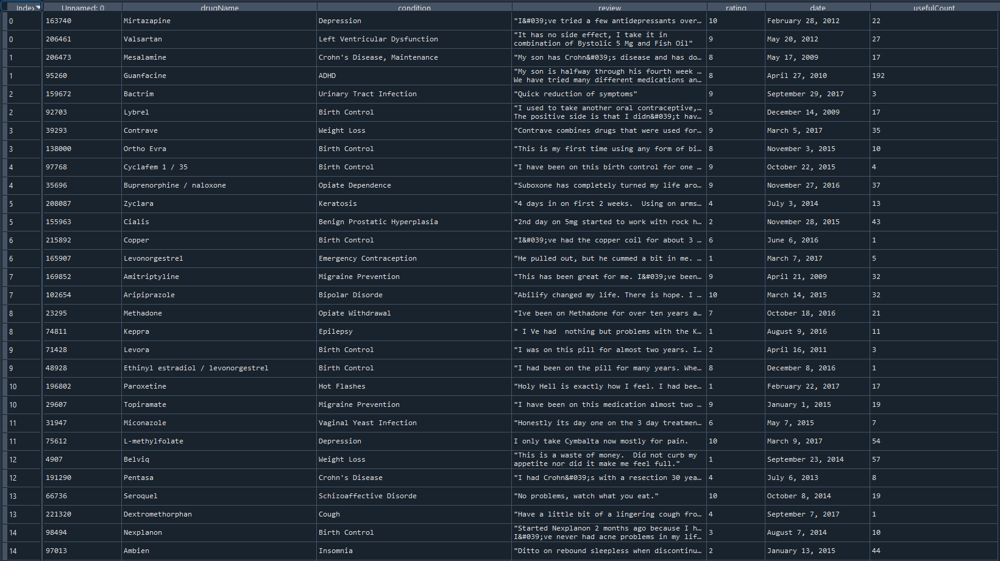 Index Unnamed: 0 drugName condition review rating date usefulCount
0 163740 Mirtazapine Depression "I&#039;ve tried a few antidepressants over… 10 February 28, 2012 22
0 206461 Valsartan Left Ventricular Dysfunction "It has no side effect, I take it in
combination of Bystolic 5 Mg and Fish Oil" 9 May 20, 2012 27
1 206473 Mesalamine Crohn's Disease, Maintenance "My son has Crohn&#039;s disease and has do… 8 May 17, 2009 17
1 95260 Guanfacine ADHD "My son is halfway through his fourth week …
We have tried many different medications an… 8 April 27, 2010 192
2 159672 Bactrim Urinary Tract Infection "Quick reduction of symptoms" 9 September 29, 2017 3
2 92703 Lybrel Birth Control "I used to take another oral contraceptive,…
The positive side is that I didn&#039;t hav… 5 December 14, 2009 17
3 39293 Contrave Weight Loss "Contrave combines drugs that were used for… 9 March 5, 2017 35
3 138000 Ortho Evra Birth Control "This is my first time using any form of bi… 8 November 3, 2015 10
4 97768 Cyclafem 1 / 35 Birth Control "I have been on this birth control for one … 9 October 22, 2015 4
4 35696 Buprenorphine / naloxone Opiate Dependence "Suboxone has completely turned my life aro… 9 November 27, 2016 37
5 208087 Zyclara Keratosis "4 days in on first 2 weeks.  Using on arms… 4 July 3, 2014 13
5 155963 Cialis Benign Prostatic Hyperplasia "2nd day on 5mg started to work with rock h… 2 November 28, 2015 43
6 215892 Copper Birth Control "I&#039;ve had the copper coil for about 3 … 6 June 6, 2016 1
6 165907 Levonorgestrel Emergency Contraception "He pulled out, but he cummed a bit in me. … 1 March 7, 2017 5
7 169852 Amitriptyline Migraine Prevention "This has been great for me. I&#039;ve been… 9 April 21, 2009 32
7 102654 Aripiprazole Bipolar Disorde "Abilify changed my life. There is hope. I … 10 March 14, 2015 32
8 23295 Methadone Opiate Withdrawal "Ive been on Methadone for over ten years a… 7 October 18, 2016 21
8 74811 Keppra Epilepsy " I Ve had  nothing but problems with the K… 1 August 9, 2016 11
9 71428 Levora Birth Control "I was on this pill for almost two years. I… 2 April 16, 2011 3
9 48928 Ethinyl estradiol / levonorgestrel Birth Control "I had been on the pill for many years. Whe… 8 December 8, 2016 1
10 196802 Paroxetine Hot Flashes "Holy Hell is exactly how I feel. I had bee… 1 February 22, 2017 17
10 29607 Topiramate Migraine Prevention "I have been on this medication almost two … 9 January 1, 2015 19
11 31947 Miconazole Vaginal Yeast Infection "Honestly its day one on the 3 day treatmen… 6 May 7, 2015 7
11 75612 L-methylfolate Depression I only take Cymbalta now mostly for pain. 10 March 9, 2017 54
12 4907 Belviq Weight Loss "This is a waste of money.  Did not curb my
appetite nor did it make me feel full." 1 September 23, 2014 57
12 191290 Pentasa Crohn's Disease "I had Crohn&#039;s with a resection 30 yea… 4 July 6, 2013 8
13 66736 Seroquel Schizoaffective Disorde "No problems, watch what you eat." 10 October 8, 2014 19
13 221320 Dextromethorphan Cough "Have a little bit of a lingering cough fro… 4 September 7, 2017 1
14 98494 Nexplanon Birth Control "Started Nexplanon 2 months ago because I h…
I&#039;ve never had acne problems in my lif… 3 August 7, 2014 10
14 97013 Ambien Insomnia "Ditto on rebound sleepless when discontinu… 2 January 13, 2015 44